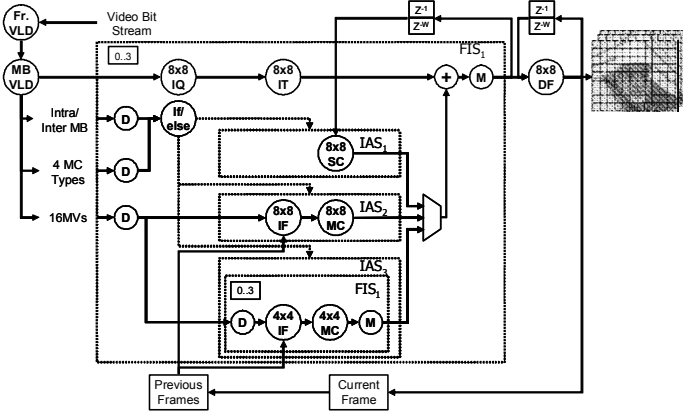 Fr.
VLD
Video Bit
Stream
Z-1
Z-W
Z-1
Z-W
0..3
FIS1
MB
VLD
8x8
IQ
8x8
IT
+
M
8x8
DF
Intra/
Inter MB
D
If/
else
IAS1
8x8
SC
4 MC
Types
D
16MVs
D
8x8
IF
8x8
MC
IAS2
IAS3
0..3
FIS1
D
4x4
IF
4x4
MC
M
Previous
Frames
Current
Frame